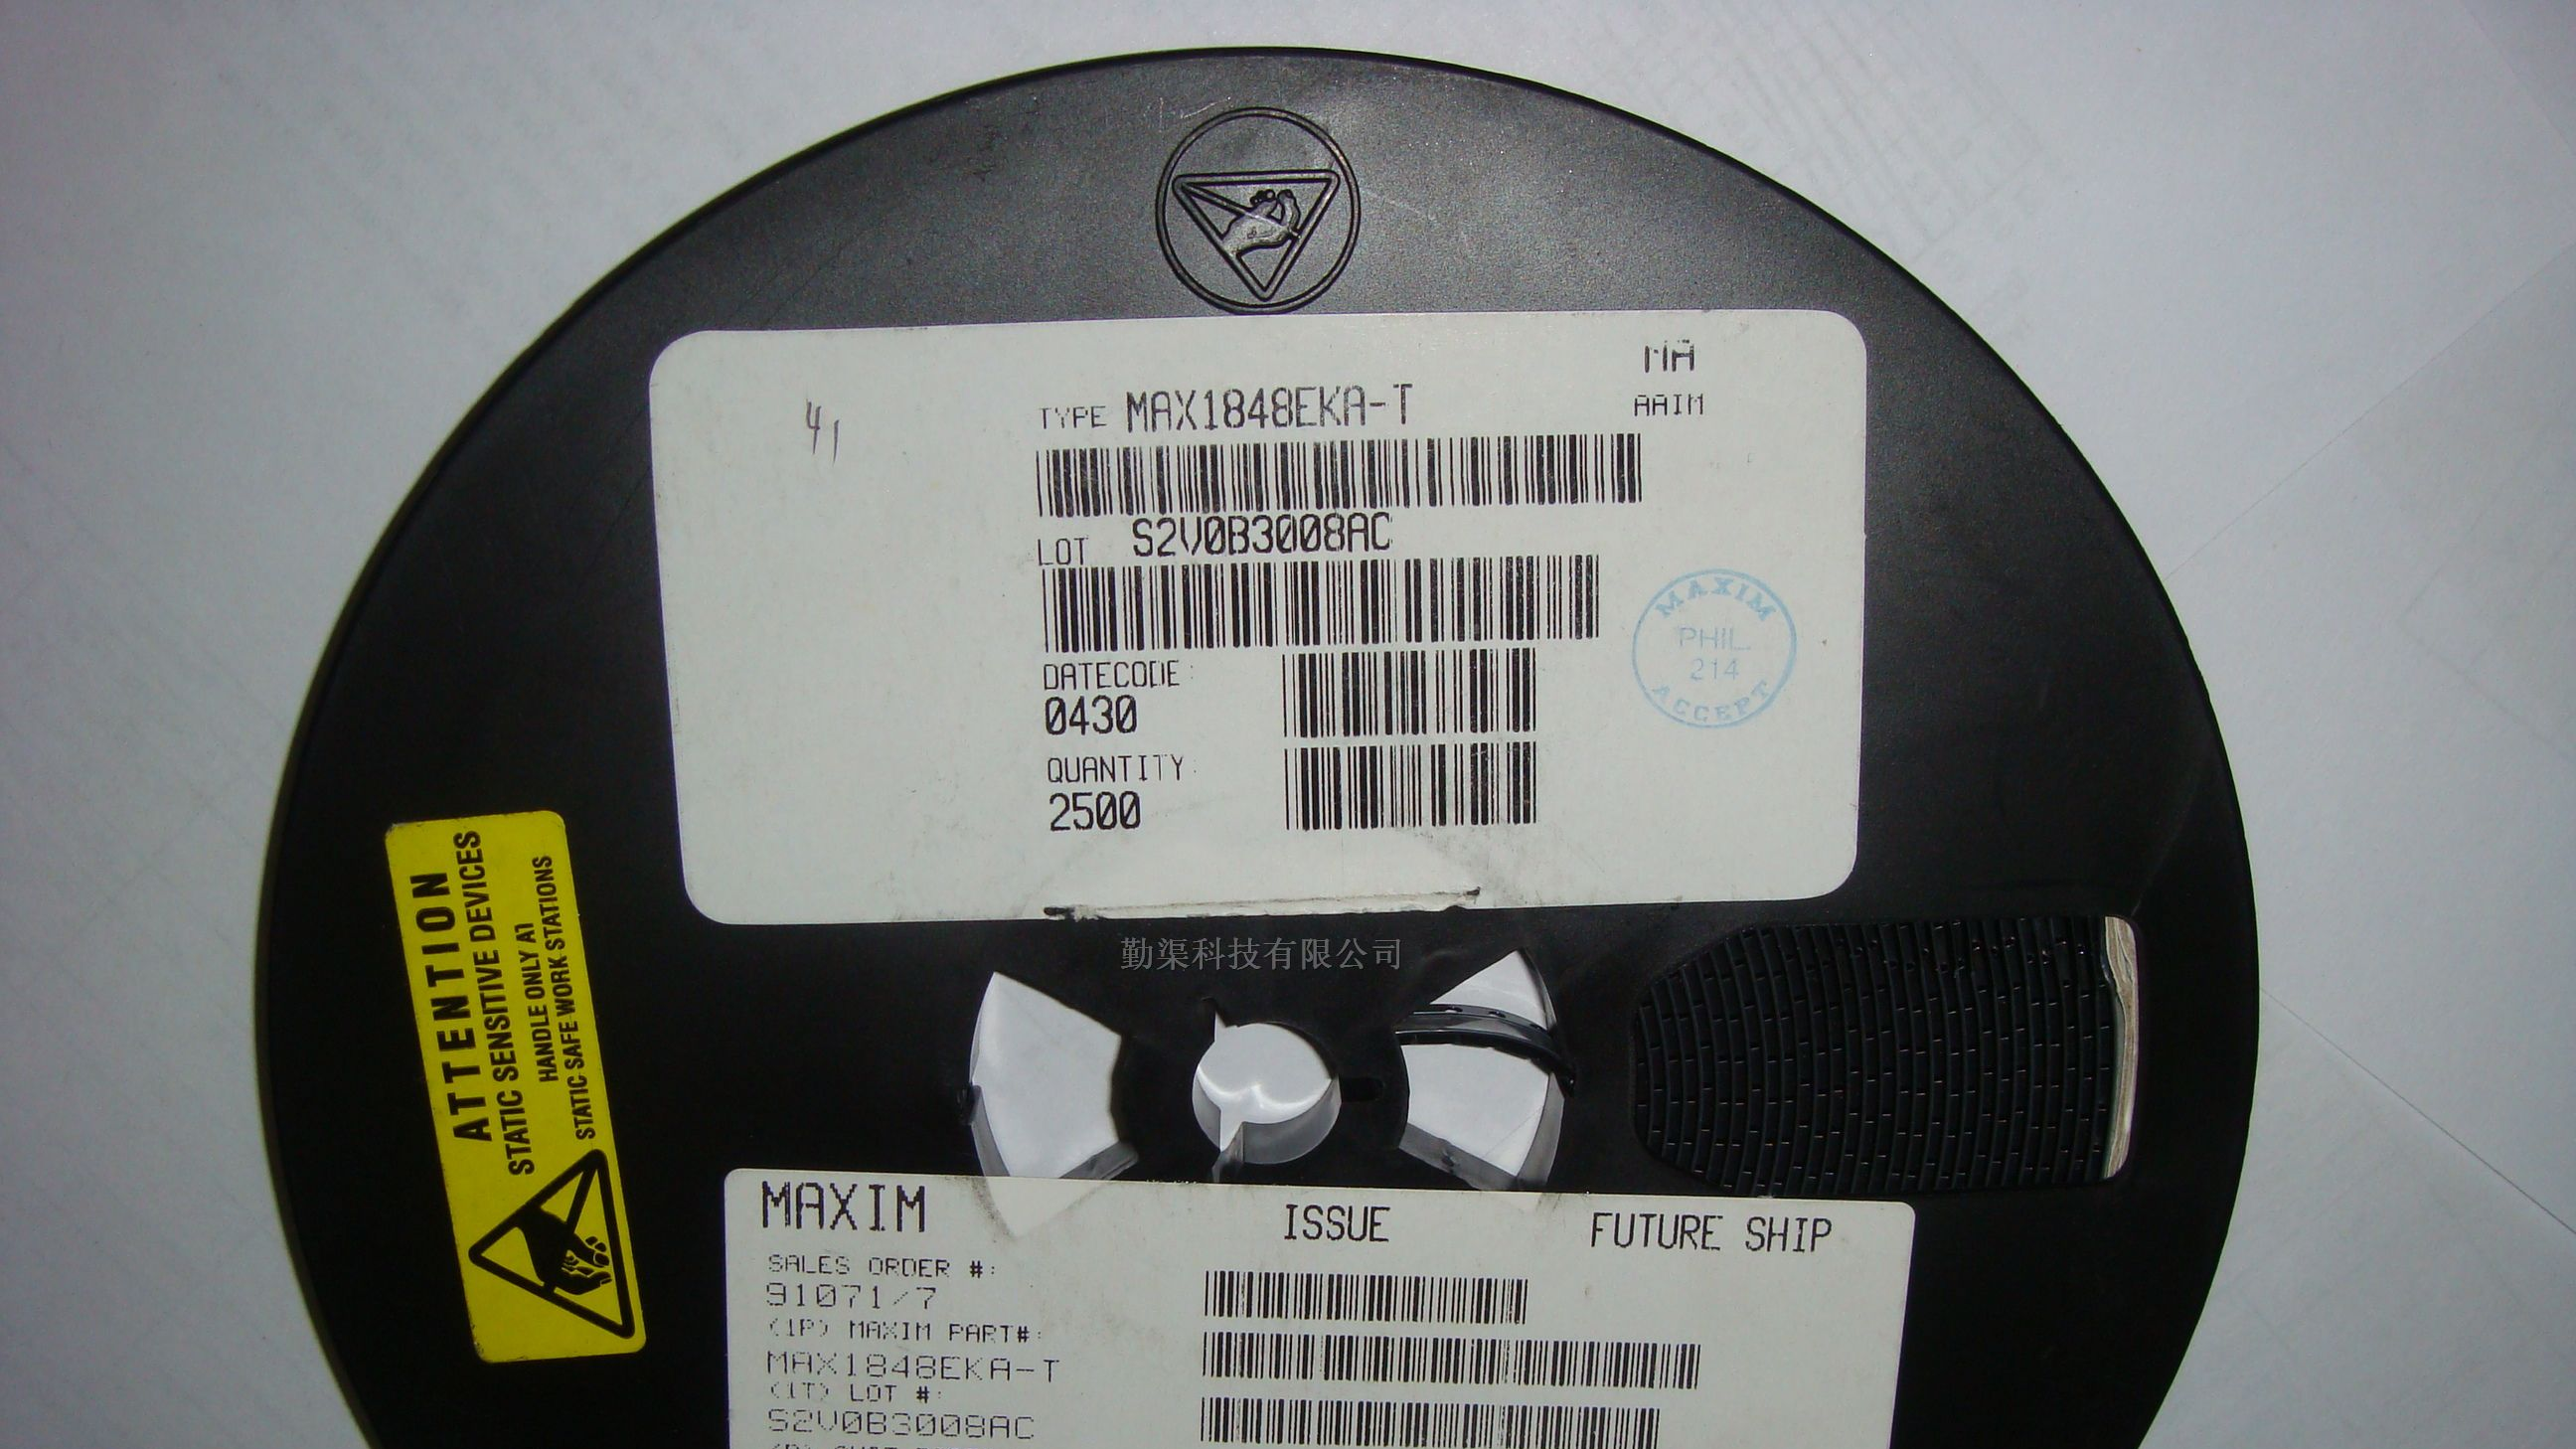 MA
TYPE MAX1848EKA-T
AAIM
4,
LOT S2V0B3008AC
DATECODE:
0430
QUANTITY:
2500
MAXIM
PHIL.
214
ACCEPT
ATTENTION
STATIC SENSITIVE DEVICES
HANDLE ONLY AT
STATIC SAFE WORK STATIONS
勤渠科技有限公司
MAXIM ISSUE FUTURE SHIP
SALES ORDER #:
91071/7
(1P) MAXIM PART#:
MAX1848EKA-T
(1T) LOT #:
S2V0B3008AC